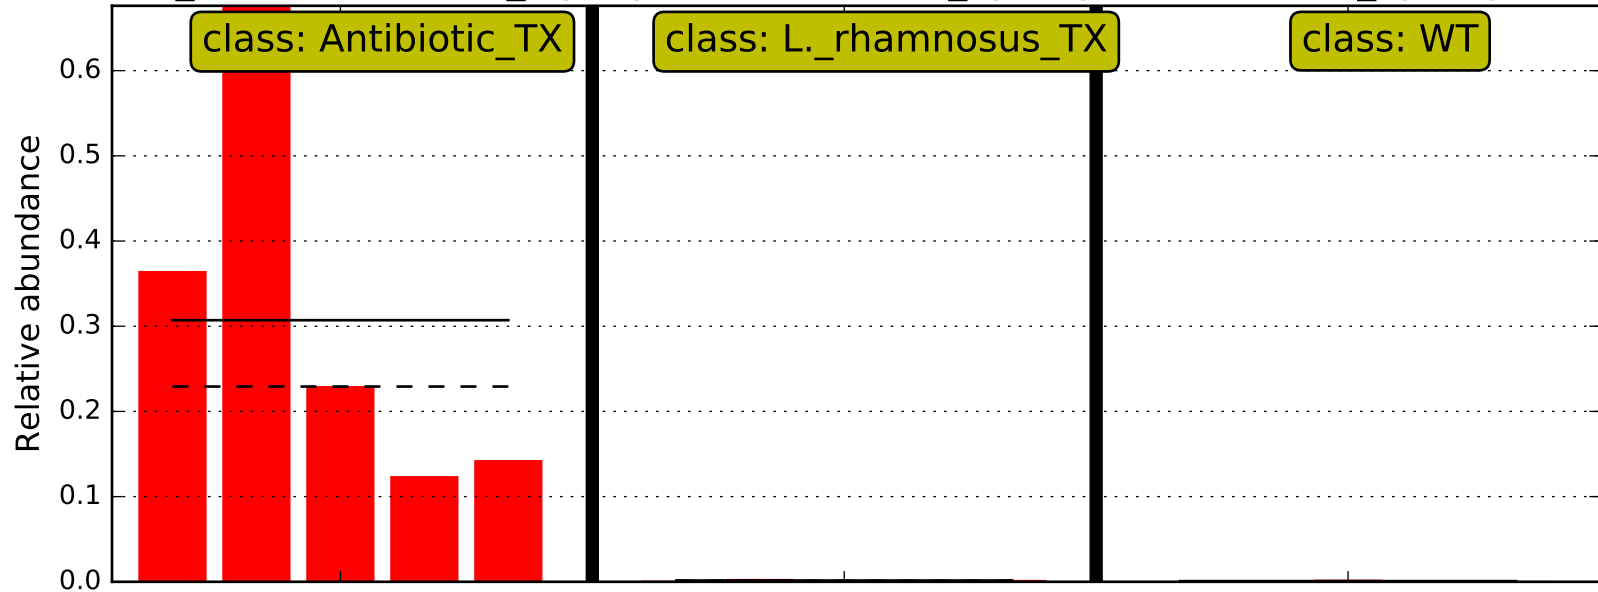 class: Antibiotic_TX
class: L._rhamnosus_TX
class: WT
Relative abundance
0.6
0.5
0.4
0.3
0.2
0.1
0.0